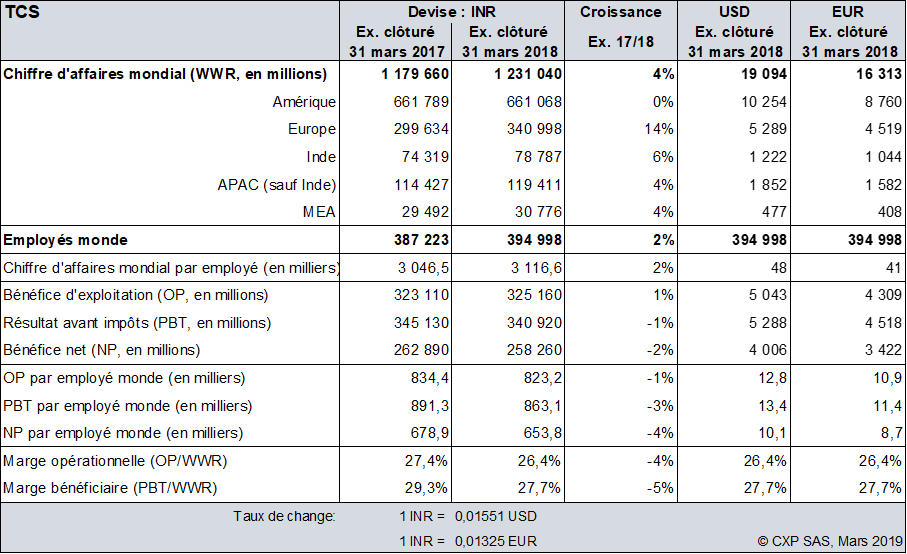 TCS Devise : INR Croissance USD EUR
Ex. clôturé Ex. clôturé Ex. clôturé Ex. clôturé
31 mars 2017 31 mars 2018 Ex. 17/18 31 mars 2018 31 mars 2018
Chiffre d'affaires mondial (WWR, en millions) 1 179 660 1 231 040 4% 19 094 16 313
Amérique 661 789 661 068 0% 10 254 8 760
Europe 299 634 340 998 14% 5 289 4 519
Inde 74 319 78 787 6% 1 222 1 044
APAC (sauf Inde) 114 427 119 411 4% 1 852 1 582
MEA 29 492 30 776 4% 477 408
Employés monde 387 223 394 998 2% 394 998 394 998
Chiffre d'affaires mondial par employé (en milliers) 3 046,5 3 116,6 2% 48 41
Bénéfice d'exploitation (OP, en millions) 323 110 325 160 1% 5 043 4 309
Résultat avant impôts (PBT, en millions) 345 130 340 920 -1% 5 288 4 518
Bénéfice net (NP, en millions) 262 890 258 260 -2% 4 006 3 422
OP par employé monde (en milliers) 834,4 823,2 -1% 12,8 10,9
PBT par employé monde (en milliers) 891,3 863,1 -3% 13,4 11,4
NP par employé monde (en milliers) 678,9 653,8 -4% 10,1 8,7
Marge opérationnelle (OP/WWR) 27,4% 26,4% -4% 26,4% 26,4%
Marge bénéficiaire (PBT/WWR) 29,3% 27,7% -5% 27,7% 27,7%
Taux de change: 1 INR = 0,01551 USD
1 INR = 0,01325 EUR © CXP SAS, Mars 2019